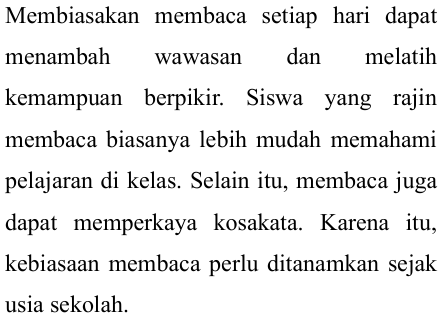 Membiasakan membaca setiap hari dapat
menambah wawasan dan melatih
kemampuan berpikir. Siswa yang rajin
membaca biasanya lebih mudah memahami
pelajaran di kelas. Selain itu, membaca juga
dapat memperkaya kosakata. Karena itu,
kebiasaan membaca perlu ditanamkan sejak
usia sekolah.